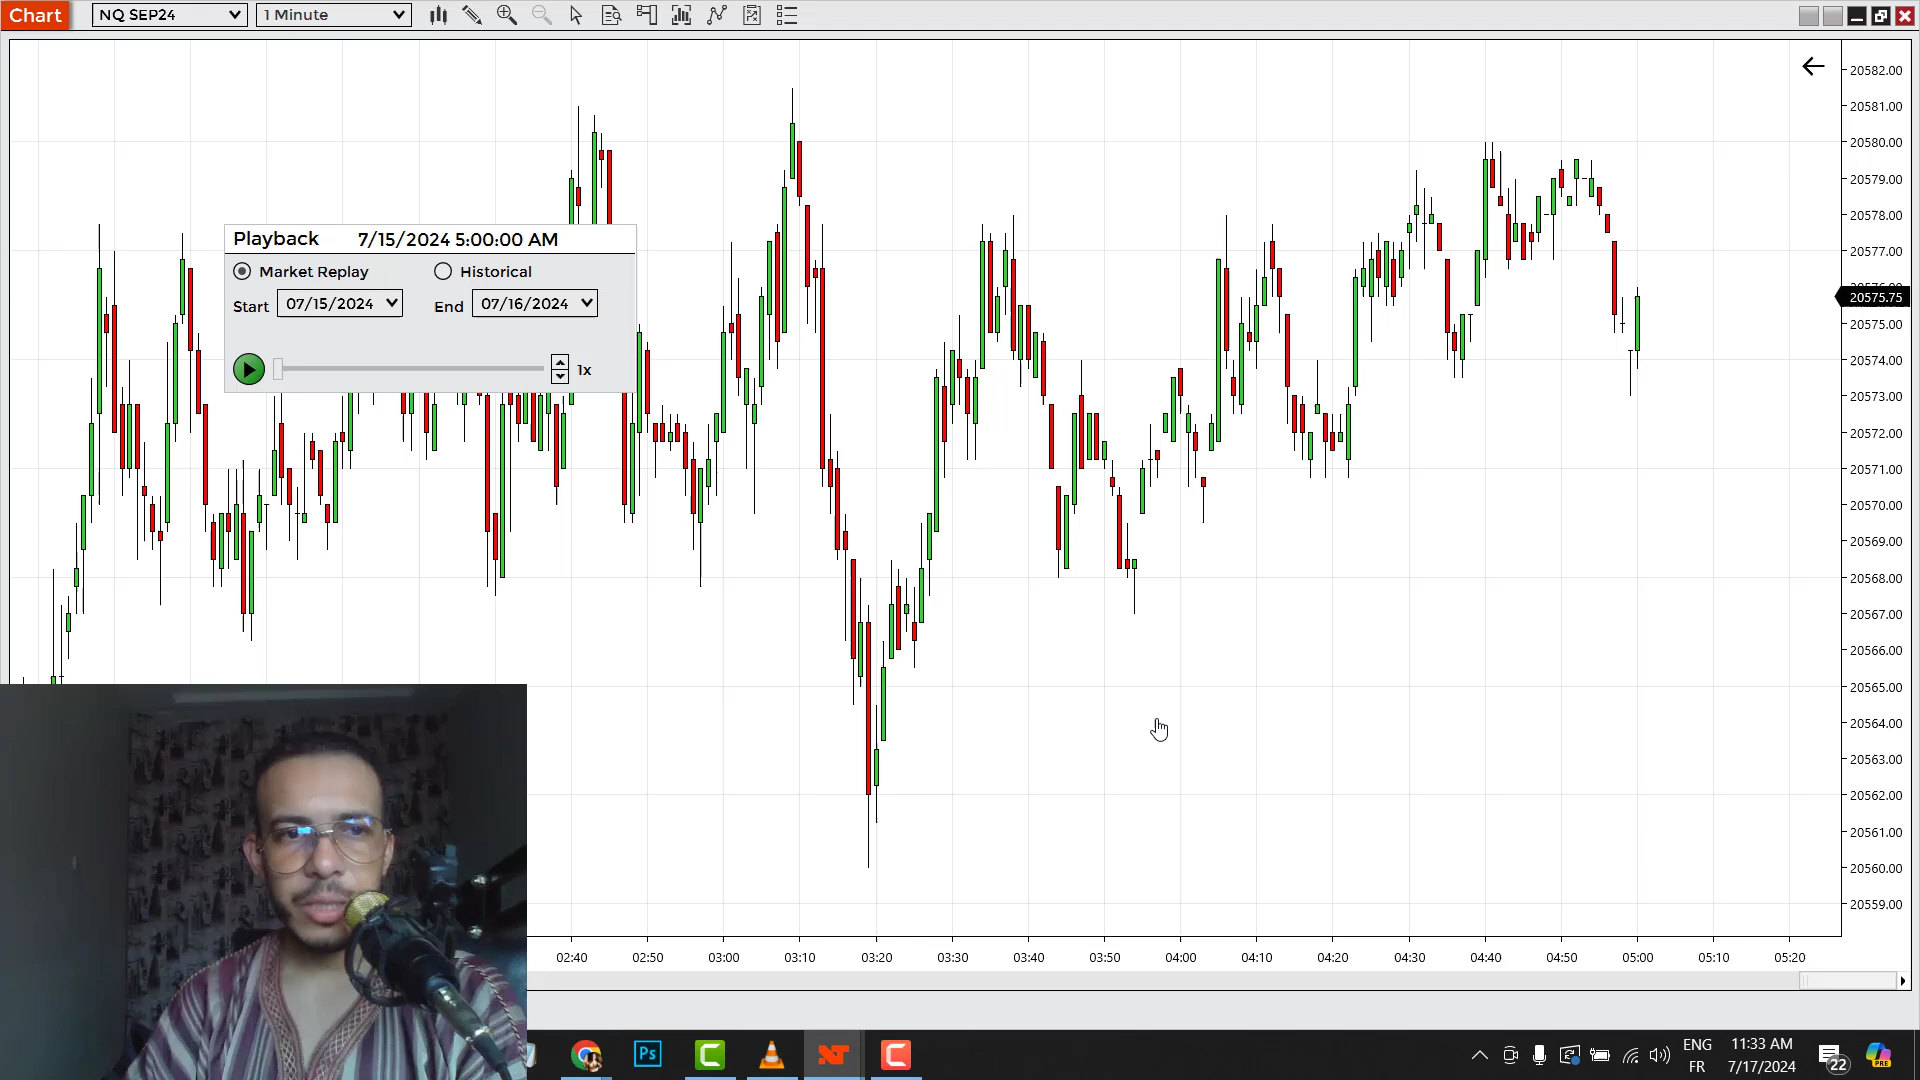 Chart NQ SEP24 1 Minute
20582.00
20581.00
20580.00
20579.00
20578.00
20577.00
20575.75
20575.00
20574.00
20573.00
20572.00
20571.00
20570.00
20569.00
20568.00
20567.00
20566.00
20565.00
20564.00
20563.00
20562.00
20561.00
20560.00
20559.00
Playback 7/15/2024 5:00:00 AM
Market Replay Historical
Start 07/15/2024 End 07/16/2024
1x
02:40 02:50 03:00 03:10 03:20 03:30 03:40 03:50 04:00 04:10 04:20 04:30 04:40 04:50 05:00 05:10 05:20
Ps
ENG 11:33 AM
FR 7/17/2024
22
PRE